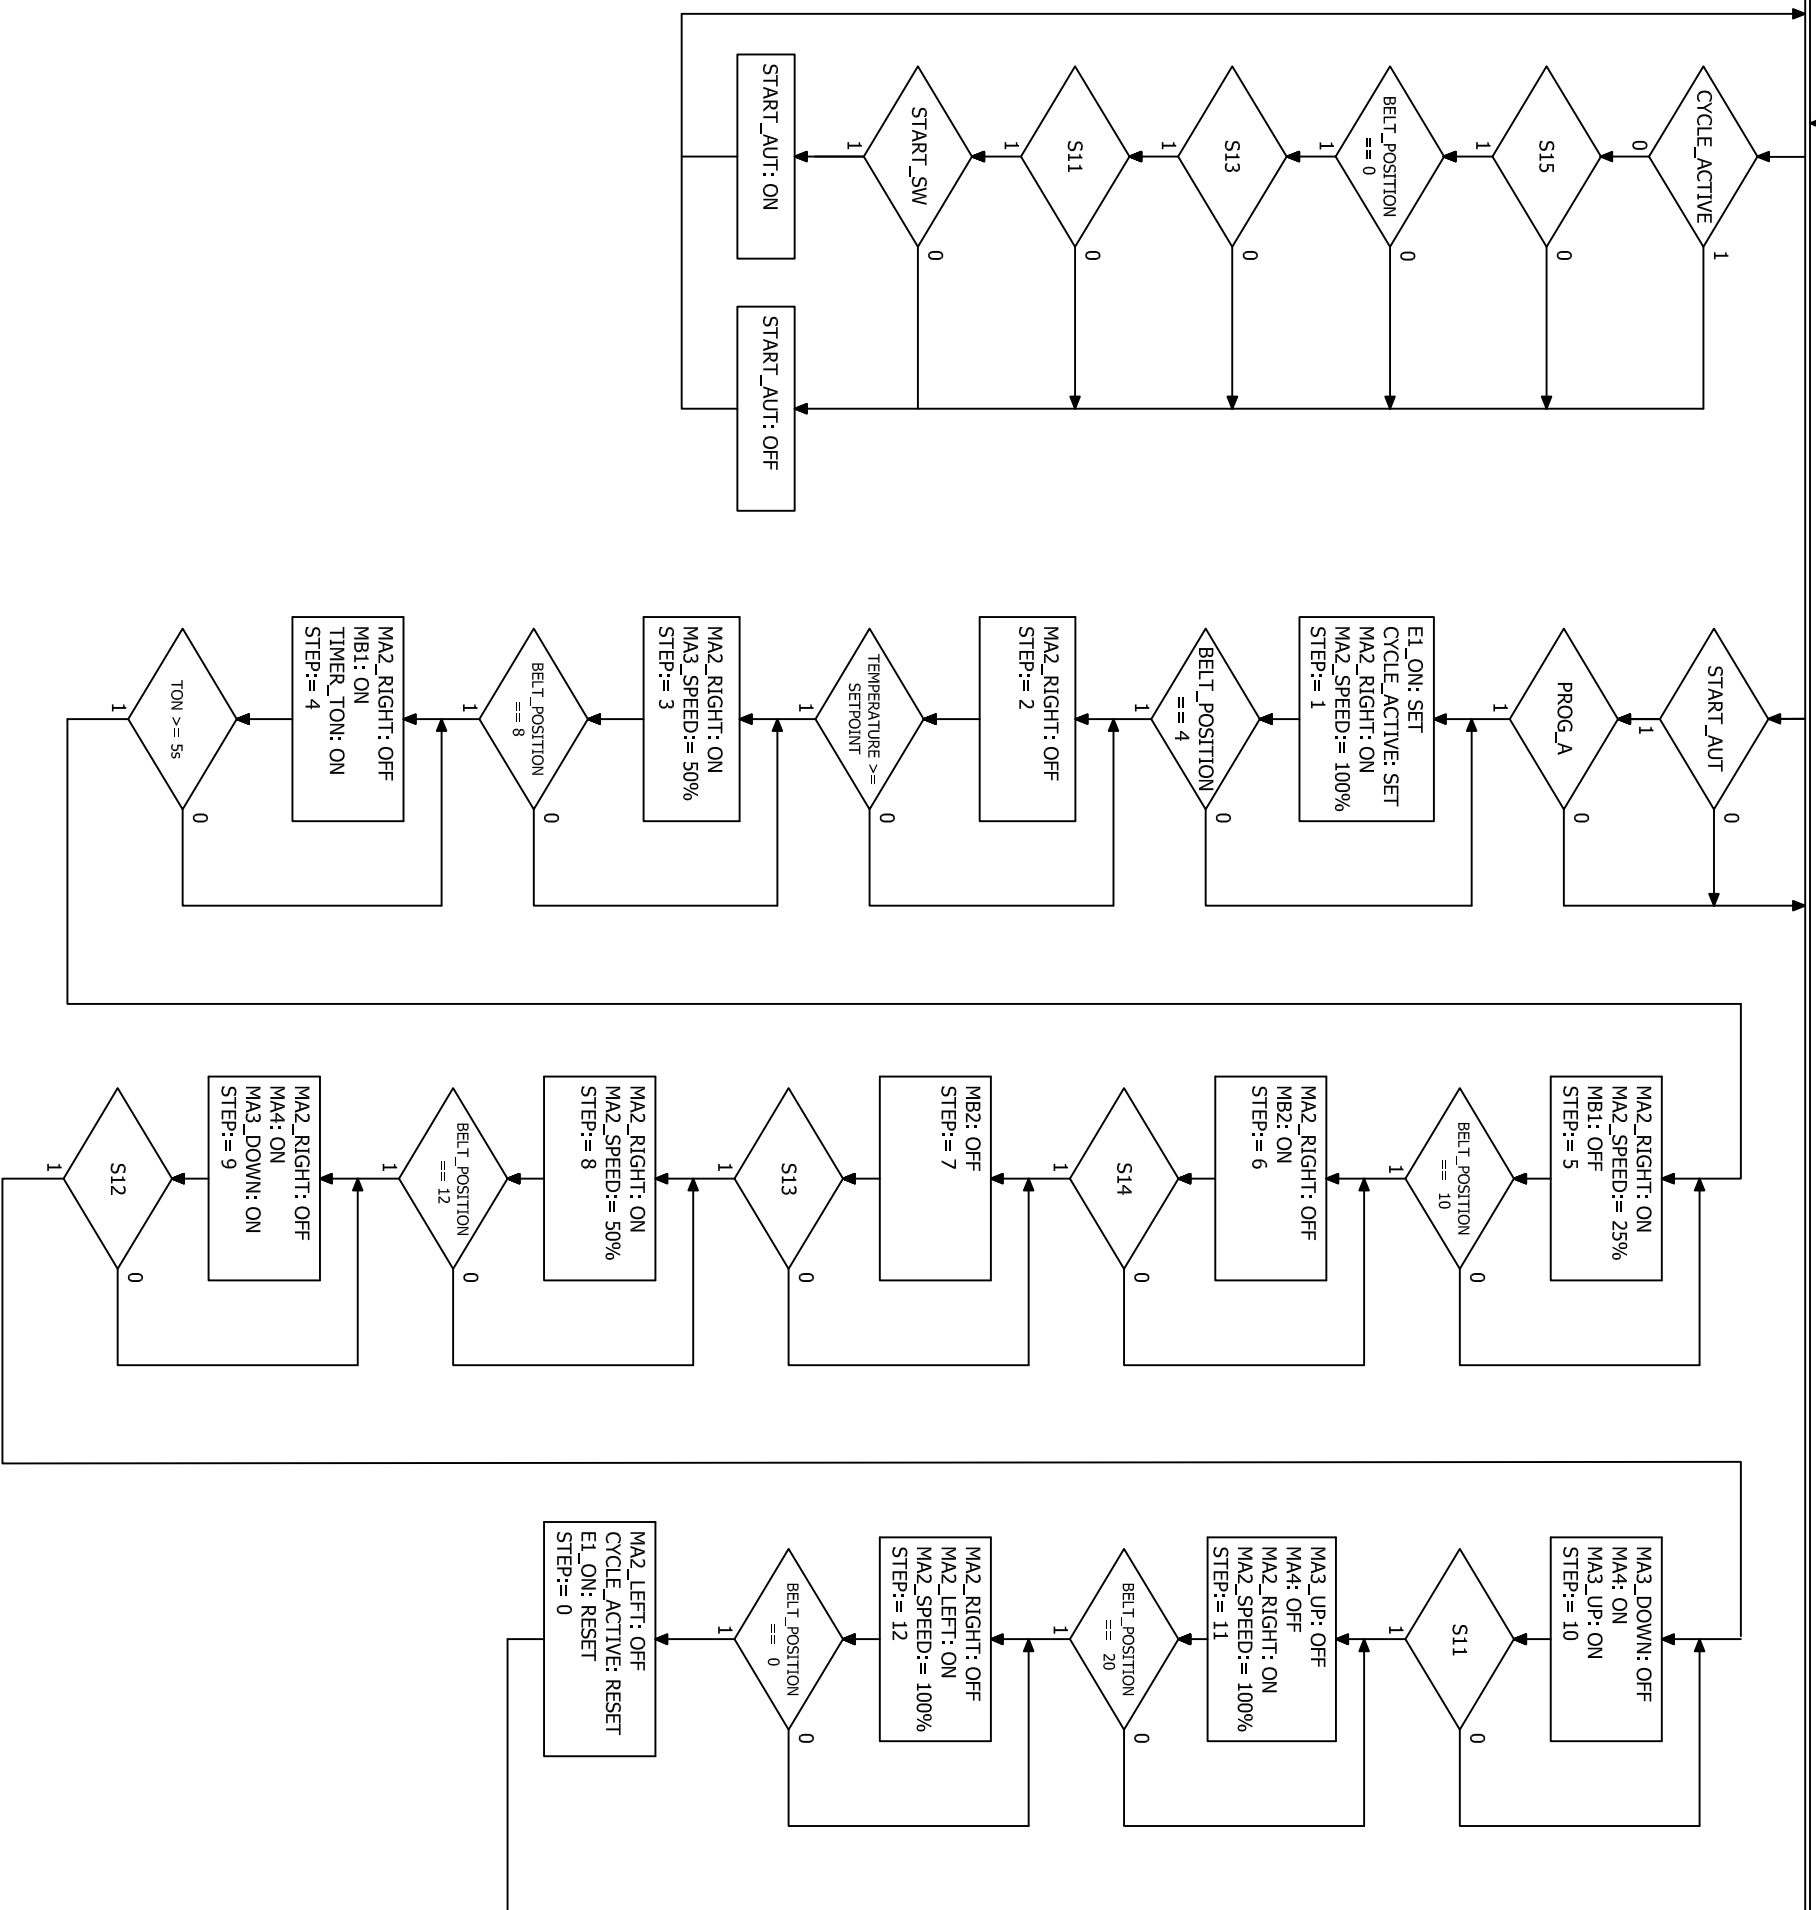 CYCLE_ACTIVE
1
0
S15
0
1
BELT_POSITION
== 0
0
1
S13
0
1
S11
0
1
START_SW
0
1
START_AUT: ON
START_AUT: OFF
START_AUT
0
1
PROG_A
0
1
E1_ON: SET
CYCLE_ACTIVE: SET
MA2_RIGHT: ON
MA2_SPEED:= 100%
STEP:= 1
BELT_POSITION
== 4
0
1
MA2_RIGHT: OFF
STEP:= 2
TEMPERATURE >=
SETPOINT
0
1
MA2_RIGHT: ON
MA3_SPEED:= 50%
STEP:= 3
BELT_POSITION
== 8
0
1
MA2_RIGHT: OFF
MB1: ON
TIMER_TON: ON
STEP:= 4
TON >= 5s
0
1
MA2_RIGHT: ON
MA2_SPEED:= 25%
MB1: OFF
STEP:= 5
BELT_POSITION
== 10
0
1
MA2_RIGHT: OFF
MB2: ON
STEP:= 6
S14
0
1
MB2: OFF
STEP:= 7
S13
0
1
MA2_RIGHT: ON
MA2_SPEED:= 50%
STEP:= 8
BELT_POSITION
== 12
0
1
MA2_RIGHT: OFF
MA4: ON
MA3_DOWN: ON
STEP:= 9
S12
0
1
MA3_DOWN: OFF
MA4: ON
MA3_UP: ON
STEP:= 10
S11
0
1
MA3_UP: OFF
MA4: OFF
MA2_RIGHT: ON
MA2_SPEED:= 100%
STEP:= 11
BELT_POSITION
== 20
0
1
MA2_RIGHT: OFF
MA2_LEFT: ON
MA2_SPEED:= 100%
STEP:= 12
BELT_POSITION
== 0
0
1
MA2_LEFT: OFF
CYCLE_ACTIVE: RESET
E1_ON: RESET
STEP:= 0